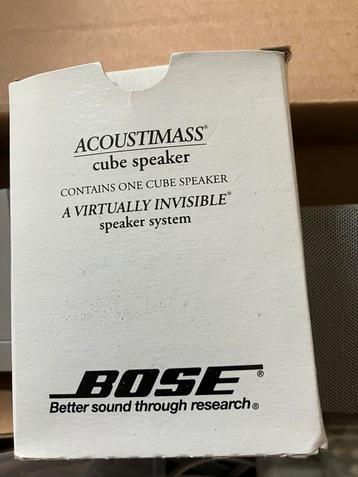 ACOUSTIMASS®
cube speaker
CONTAINS ONE CUBE SPEAKER
A VIRTUALLY INVISIBLE®
speaker system
BOSE®
Better sound through research®